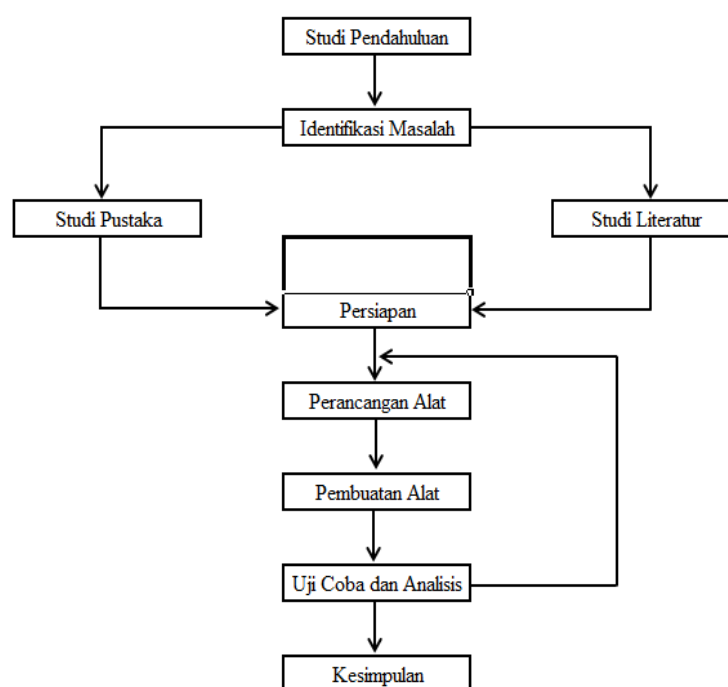 Studi Pendahuluan
Identifikasi Masalah
Studi Pustaka
Studi Literatur
Persiapan
Perancangan Alat
Pembuatan Alat
Uji Coba dan Analisis
Kesimpulan